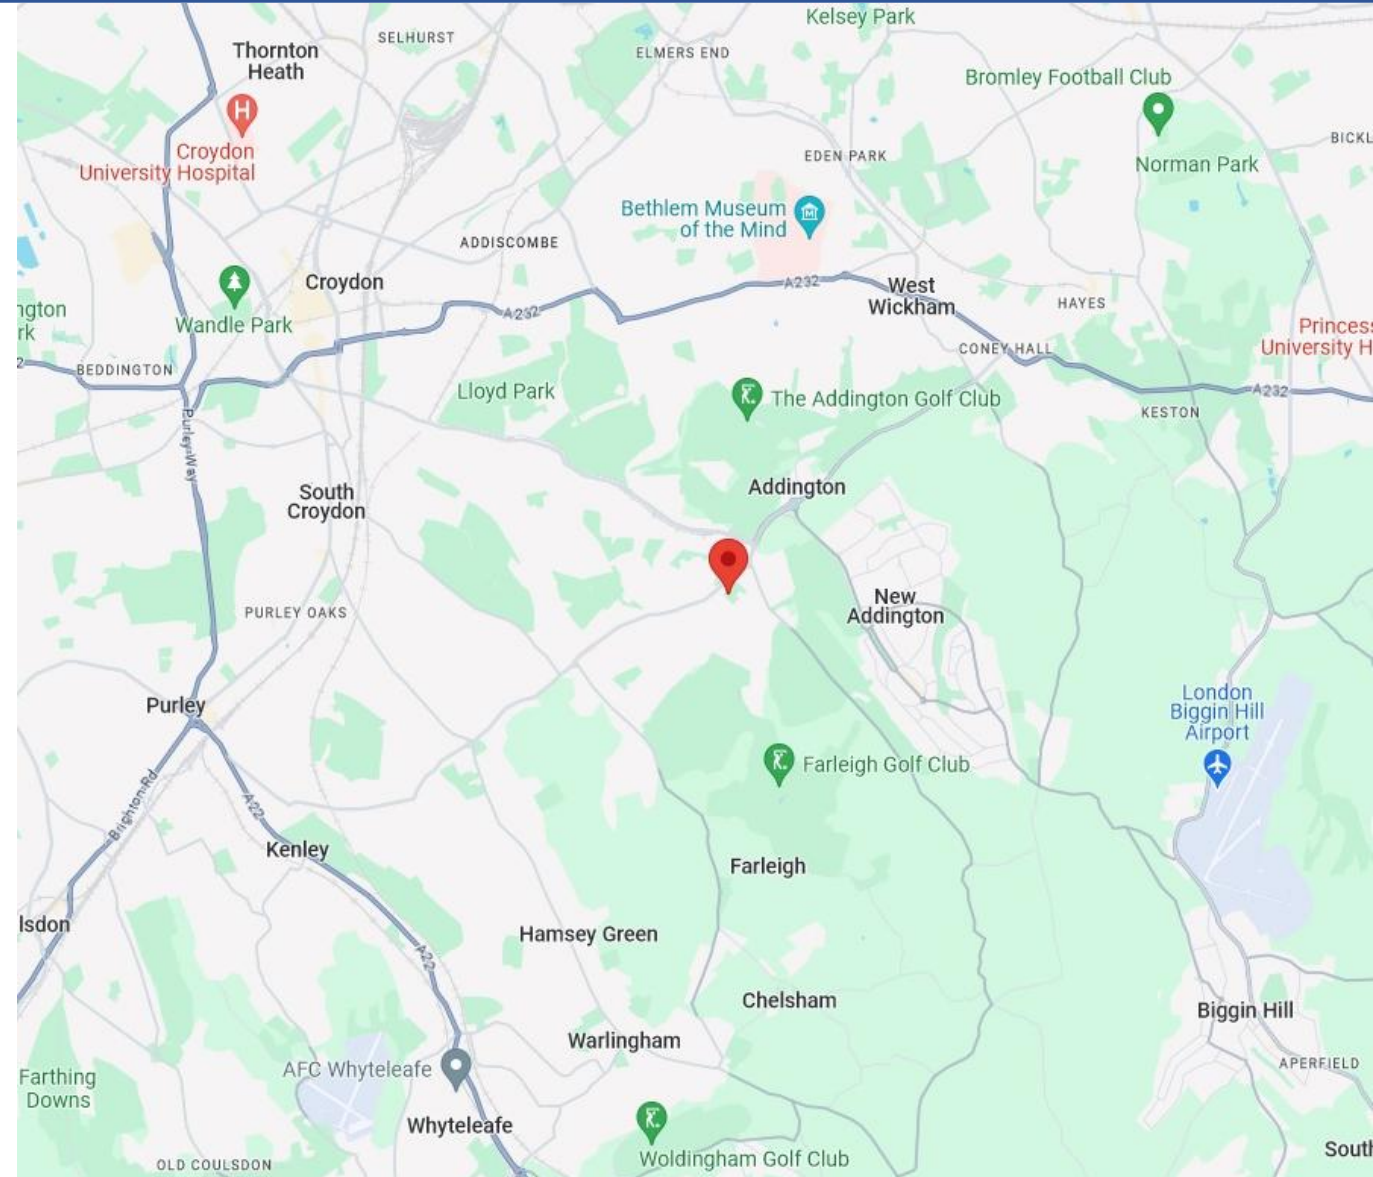 Kelsey Park
Thornton
Heath
SELHURST
ELMERS END
Bromley Football Club
H
Croydon
University Hospital
EDEN PARK
BICKL
Norman Park
Bethlem Museum
of the Mind
M
ADDISCOMBE
Croydon
A232
West
Wickham
HAYES
ngton
rk
Wandle Park
A232
Princess
University H
CONEY HALL
2
BEDDINGTON
Lloyd Park
The Addington Golf Club
A232
KESTON
Purley Way
Addington
South
Croydon
New
Addington
PURLEY OAKS
Purley
London
Biggin Hill
Airport
Farleigh Golf Club
Brighton Rd
A22
Kenley
Farleigh
lsdon
Hamsey Green
A22
Chelsham
Biggin Hill
Warlingham
AFC Whyteleafe
APERFIELD
Farthing
Downs
Whyteleafe
South
OLD COULSDON
Woldingham Golf Club